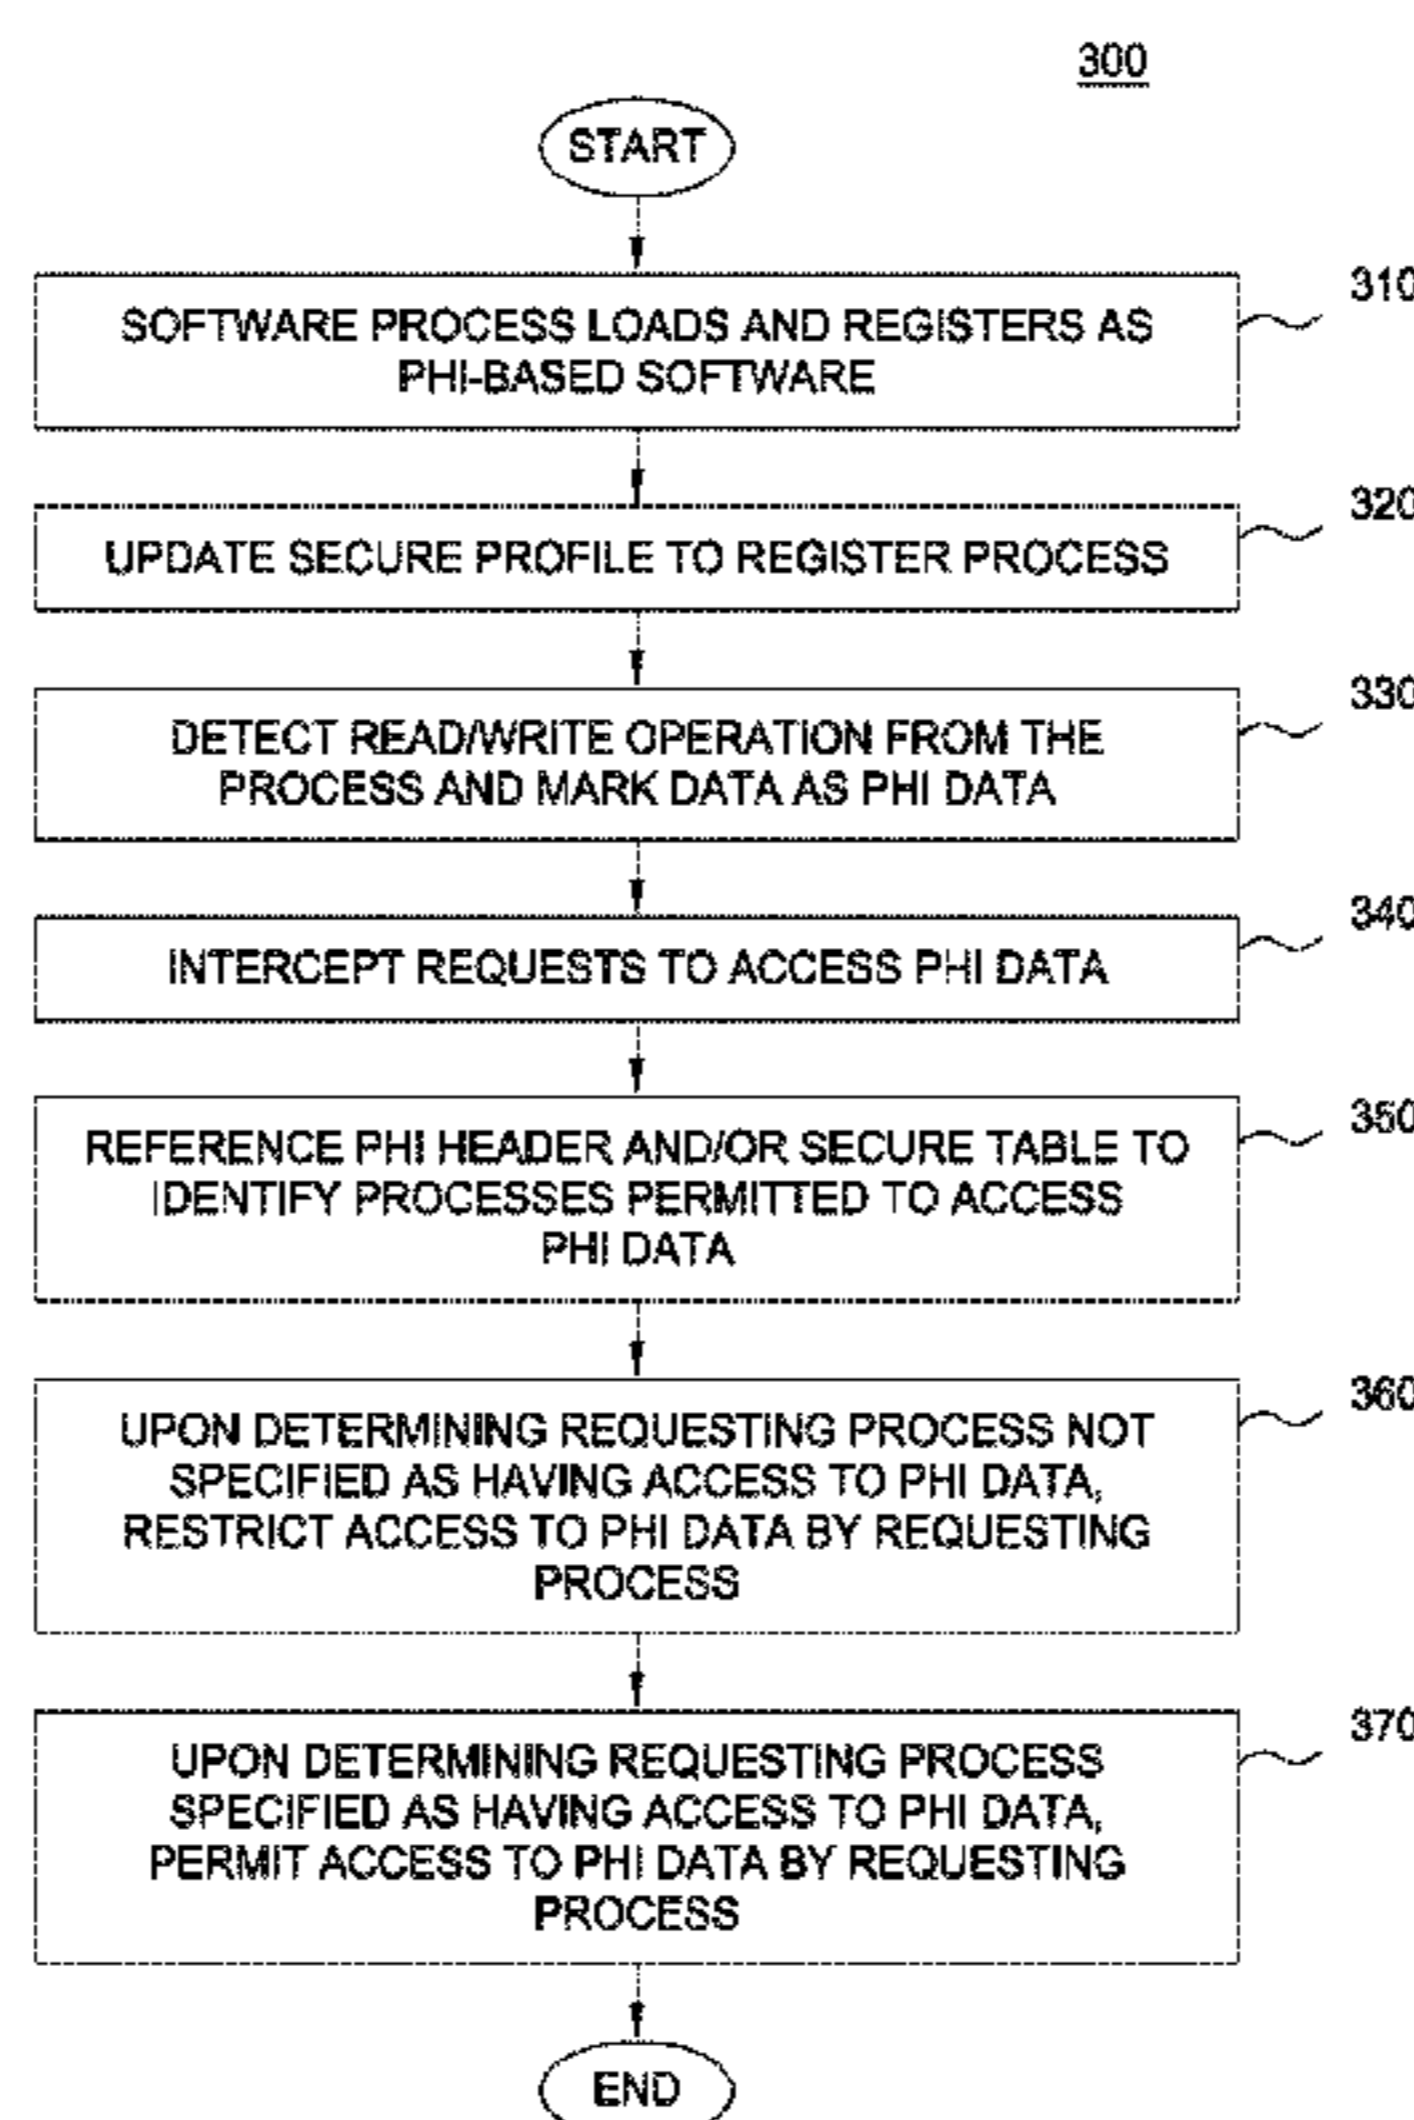 300
START
310
SOFTWARE PROCESS LOADS AND REGISTERS AS
PHI-BASED SOFTWARE
320
UPDATE SECURE PROFILE TO REGISTER PROCESS
330
DETECT READ/WRITE OPERATION FROM THE
PROCESS AND MARK DATA AS PHI DATA
340
INTERCEPT REQUESTS TO ACCESS PHI DATA
350
REFERENCE PHI HEADER AND/OR SECURE TABLE TO
IDENTIFY PROCESSES PERMITTED TO ACCESS
PHI DATA
360
UPON DETERMINING REQUESTING PROCESS NOT
SPECIFIED AS HAVING ACCESS TO PHI DATA,
RESTRICT ACCESS TO PHI DATA BY REQUESTING
PROCESS
370
UPON DETERMINING REQUESTING PROCESS
SPECIFIED AS HAVING ACCESS TO PHI DATA,
PERMIT ACCESS TO PHI DATA BY REQUESTING
PROCESS
END